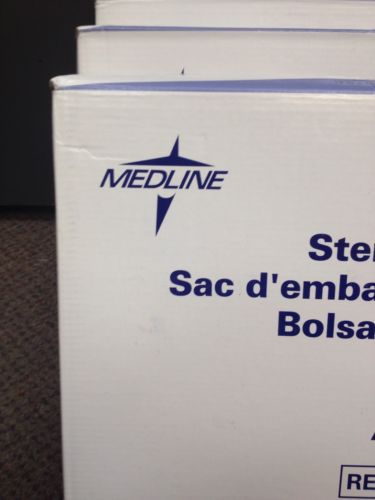 MEDLINE
Ste
Sac d'emba
Bolsa
RE